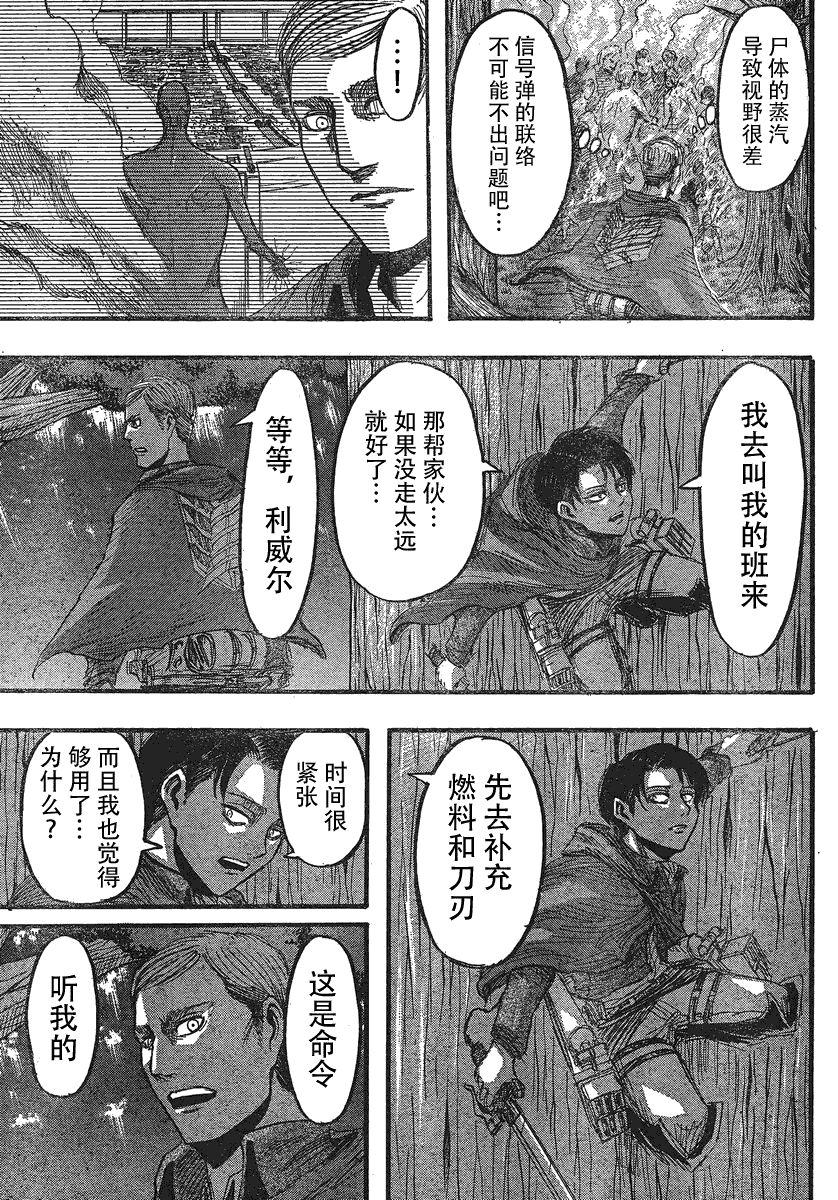 尸体的蒸汽
导致视野很差
信号弹的联络
不可能不出问题吧…
…！
我去叫我的班来
那帮家伙…
如果没走太远
就好了…
等等，利威尔
先去补充
燃料和刀刃
时间很
紧张
而且我也觉得
够用了…
为什么？
这是命令
听我的